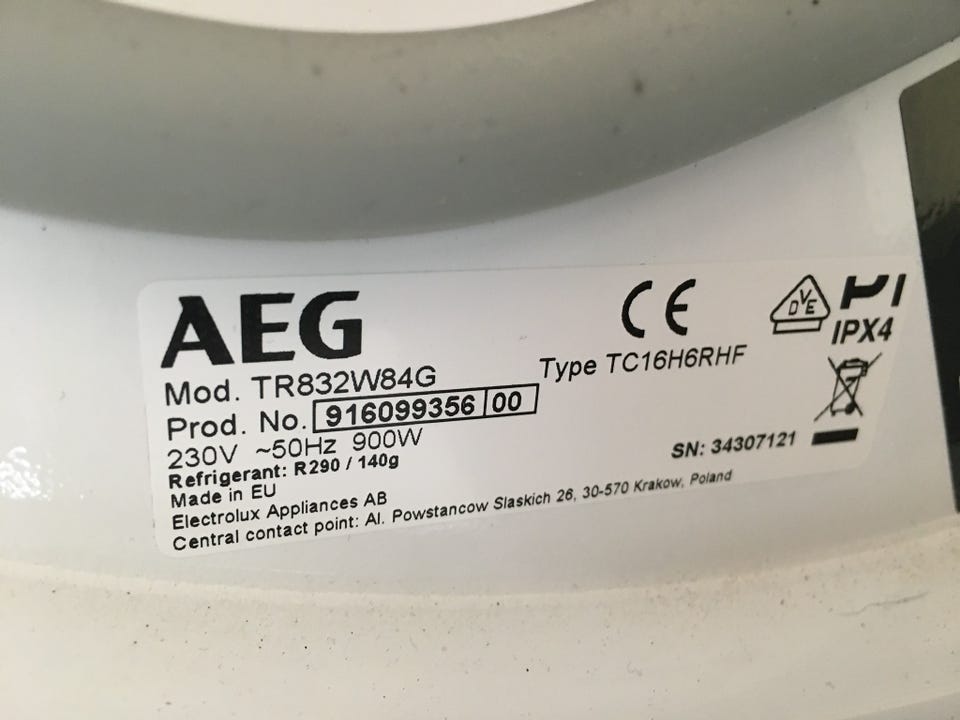 AEG
Mod. TR832W84G
Type TC16H6RHF
Prod. No. 916099356 00
230V ~50Hz 900W
Refrigerant: R290 / 140g
Made in EU
Electrolux Appliances AB
Central contact point: Al. Powstancow Slaskich 26, 30-570 Krakow, Poland
CE
DVE
IPX4
SN: 34307121